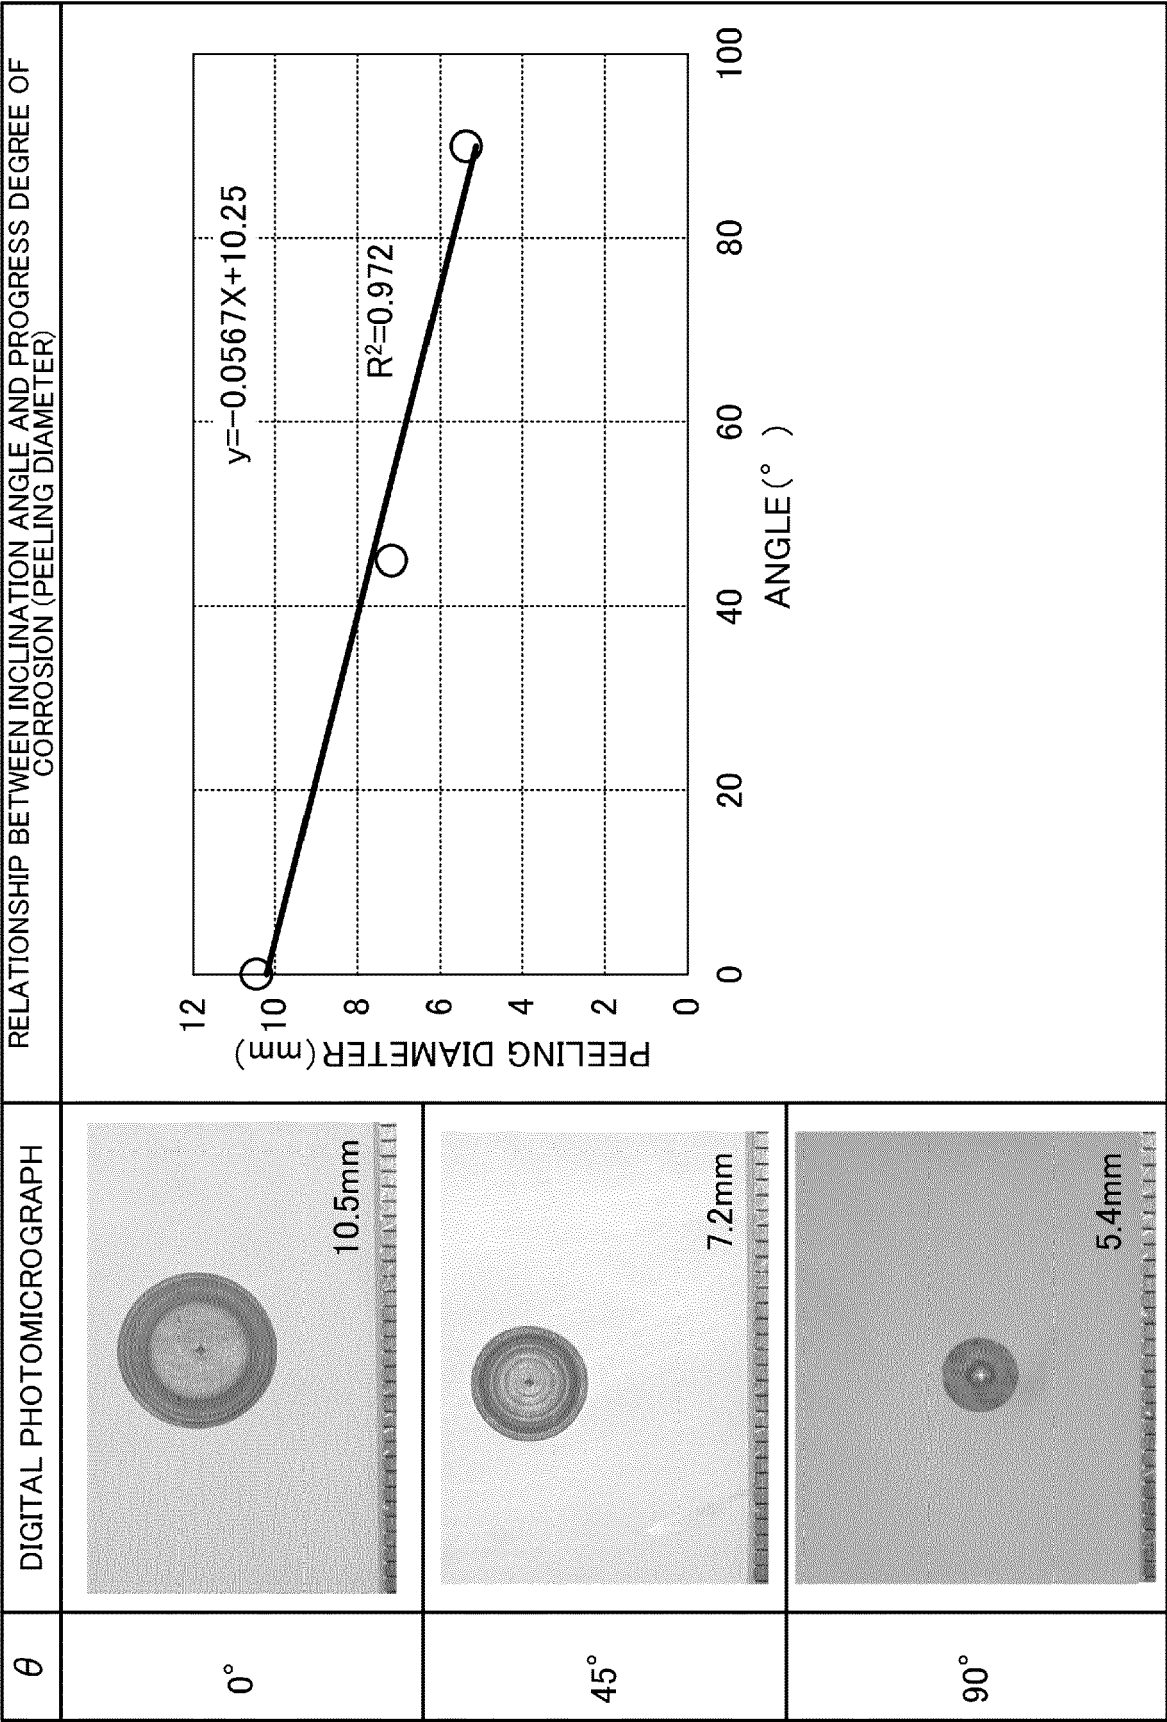 θ
DIGITAL PHOTOMICROGRAPH
RELATIONSHIP BETWEEN INCLINATION ANGLE AND PROGRESS DEGREE OF
CORROSION (PEELING DIAMETER)
0°
10.5mm
45°
7.2mm
90°
5.4mm
PEELING DIAMETER(mm)
12
10
8
6
4
2
0
y=−0.0567X+10.25
R²=0.972
0
20
40
60
80
100
ANGLE(°)